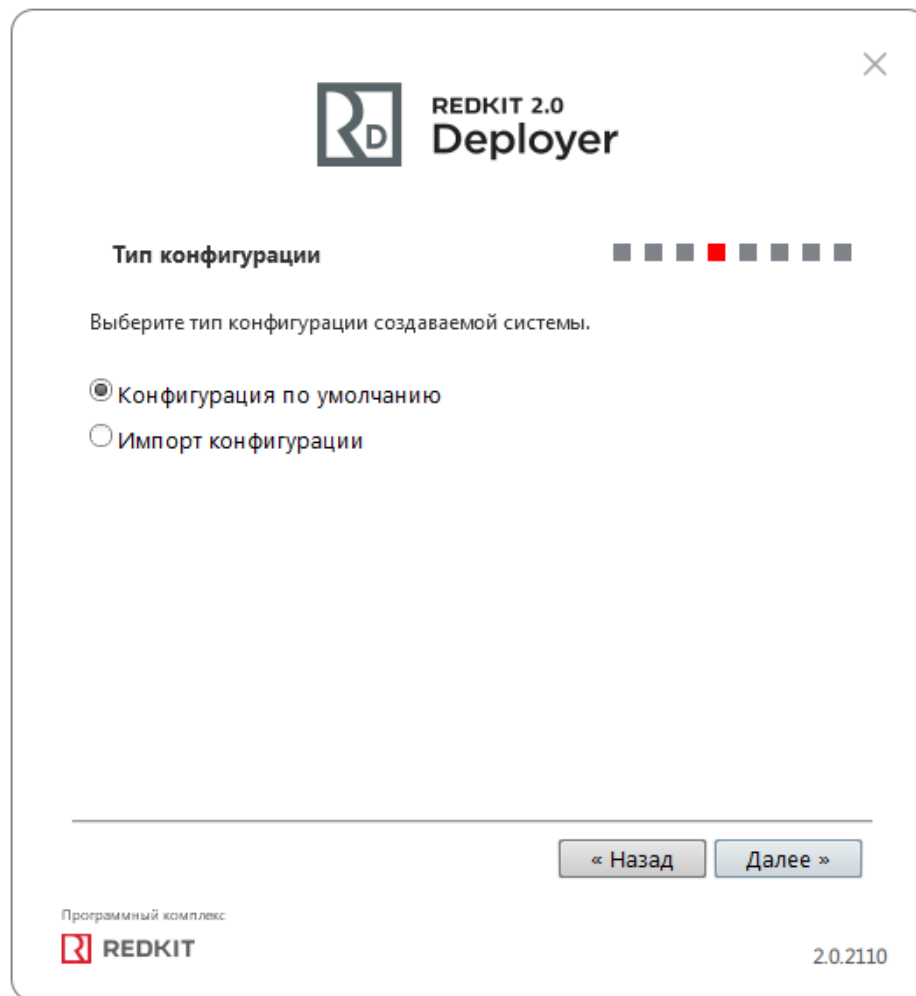 REDKIT 2.0
Deployer
Тип конфигурации
Выберите тип конфигурации создаваемой системы.
Конфигурация по умолчанию
Импорт конфигурации
« Назад
Далее »
Программный комплекс
REDKIT
2.0.2110